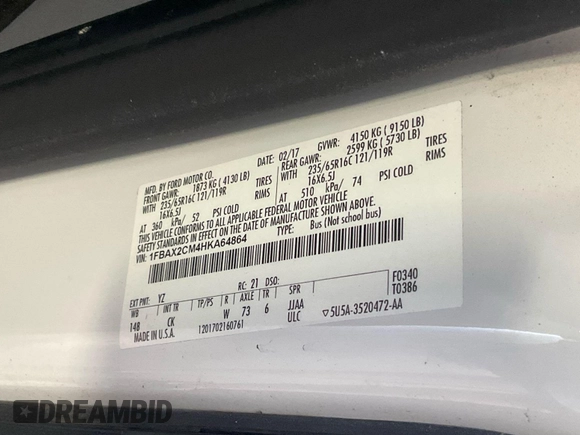 MFD. BY FORD MOTOR CO.
DATE: 02/17 GVWR: 4150 KG ( 9150 LB)
FRONT GAWR: 1873 KG ( 4130 LB) REAR GAWR: 2599 KG ( 5730 LB)
WITH 235/65R16C 121/119R TIRES WITH 235/65R16C 121/119R TIRES
16X6.5J RIMS 16X6.5J RIMS
AT 360 kPa/ 52 PSI COLD AT 510 kPa/ 74 PSI COLD
THIS VEHICLE CONFORMS TO ALL APPLICABLE FEDERAL MOTOR VEHICLE
SAFETY STANDARDS IN EFFECT ON THE DATE OF MANUFACTURE SHOWN ABOVE.
VIN: 1FBAX2CM4HKA64864
TYPE: Bus (Not school bus)
F0340
T0386
EXT PNT: YZ RC: 21 DSO:
WB INT TR TP/PS R AXLE TR SPR
148 CK W 73 6 JJAA
MADE IN U.S.A. 1201702160761 ULC ▽5U5A-3520472-AA
DREAMBID